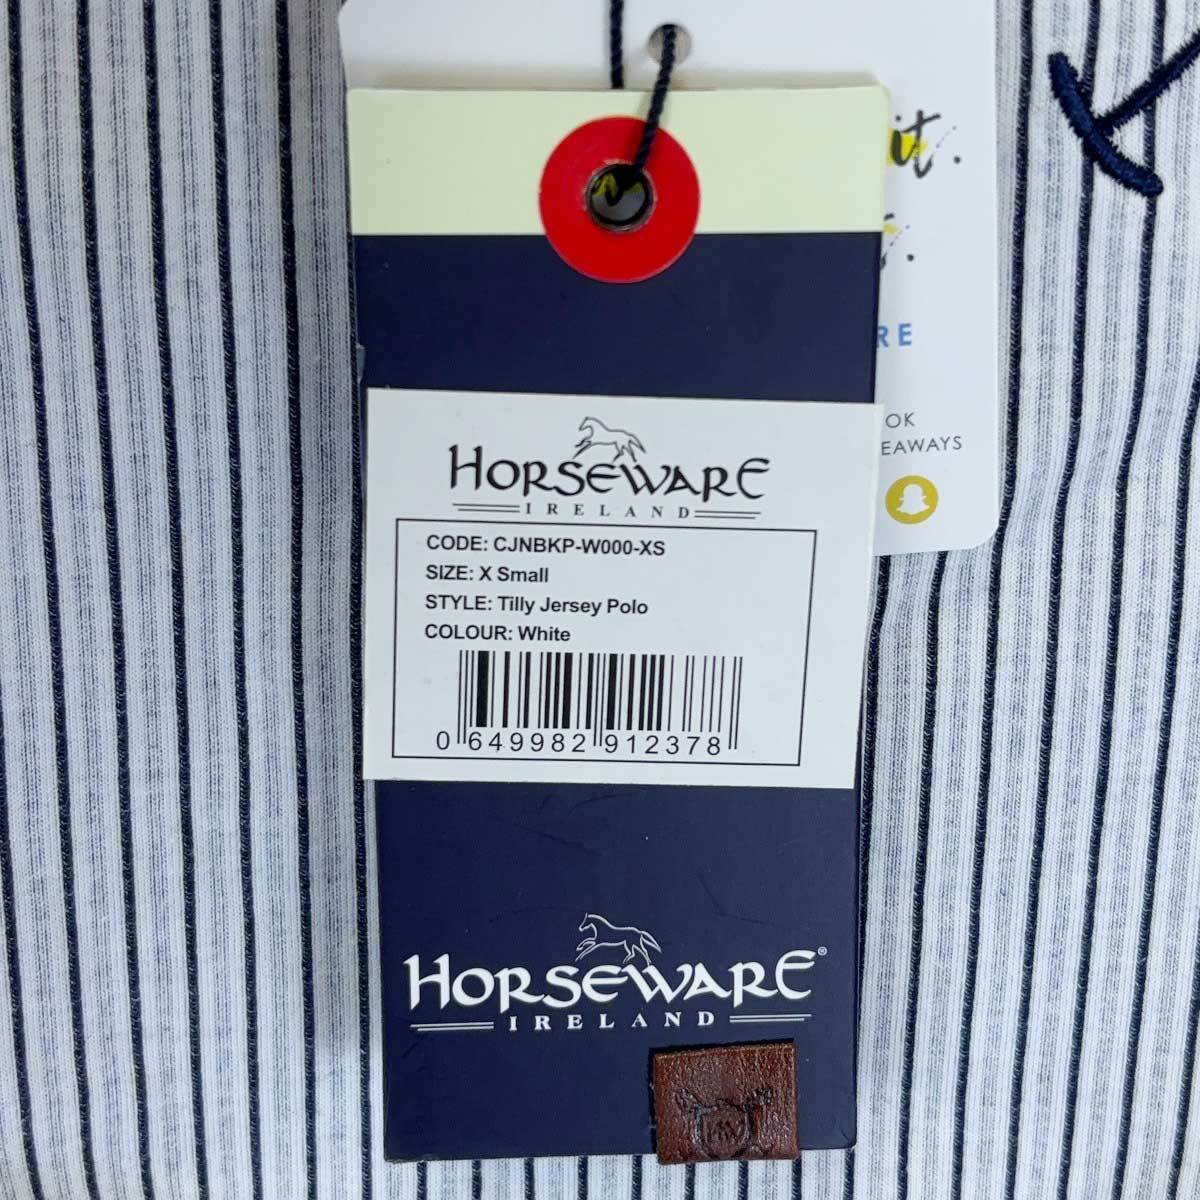 it.
s.
RE
OK
EAWAYS
HORSEWARE
IRELAND
CODE: CJNBKP-W000-XS
SIZE: X Small
STYLE: Tilly Jersey Polo
COLOUR: White
0 649982 912378
HORSEWARE®
IRELAND